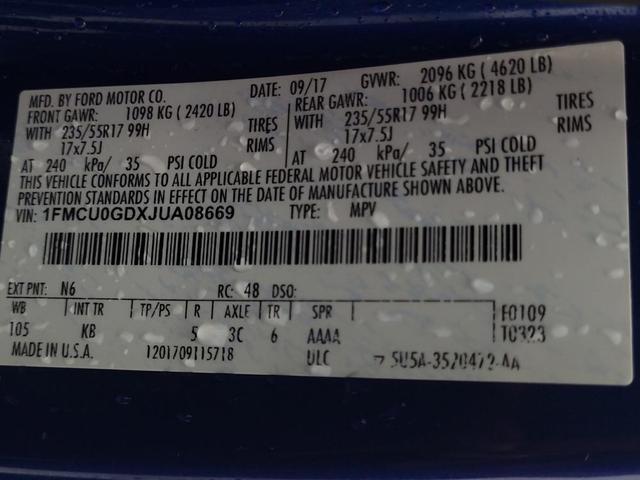 MFD. BY FORD MOTOR CO. DATE: 09/17 GVWR: 2096 KG ( 4620 LB)
FRONT GAWR: 1098 KG ( 2420 LB) REAR GAWR: 1006 KG ( 2218 LB)
WITH 235/55R17 99H TIRES WITH 235/55R17 99H TIRES
17x7.5J RIMS 17x7.5J RIMS
AT 240 kPa/ 35 PSI COLD AT 240 kPa/ 35 PSI COLD
THIS VEHICLE CONFORMS TO ALL APPLICABLE FEDERAL MOTOR VEHICLE SAFETY AND THEFT
PREVENTION STANDARDS IN EFFECT ON THE DATE OF MANUFACTURE SHOWN ABOVE.
VIN: 1FMCU0GDXJUA08669 TYPE: MPV
EXT PNT: N6 RC: 48 DSO:
WB INT TR TP/PS R AXLE TR SPR F0109
105 KB 5 3C 6 AAAA T0323
MADE IN U.S.A. 1201709115718 ULC 5U5A-3520472-AA